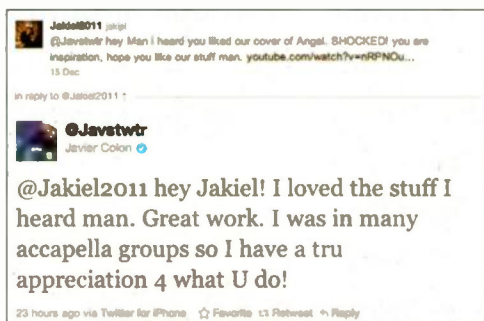 Jakiel2011 jakiel
@Javstwtr hey Man i heard you liked our cover of Angel. SHOCKED! you are
inspiration, hope you like our stuff man. youtube.com/watch?v=nRPNOu...
15 Dec
in reply to @Jakiel2011 ↑
@Javstwtr
Javier Colon
@Jakiel2011 hey Jakiel! I loved the stuff I
heard man. Great work. I was in many
accapella groups so I have a tru
appreciation 4 what U do!
23 hours ago via Twitter for iPhone Favorite Retweet Reply